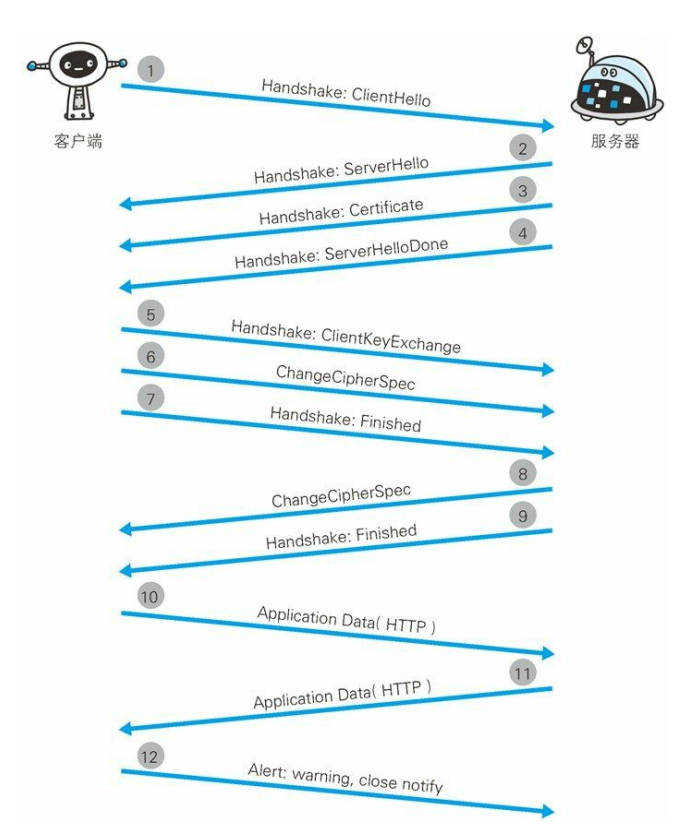 1
Handshake: ClientHello
客户端
服务器
2
Handshake: ServerHello
3
Handshake: Certificate
4
Handshake: ServerHelloDone
5
Handshake: ClientKeyExchange
6
ChangeCipherSpec
7
Handshake: Finished
8
ChangeCipherSpec
9
Handshake: Finished
10
Application Data( HTTP )
11
Application Data( HTTP )
12
Alert: warning, close notify